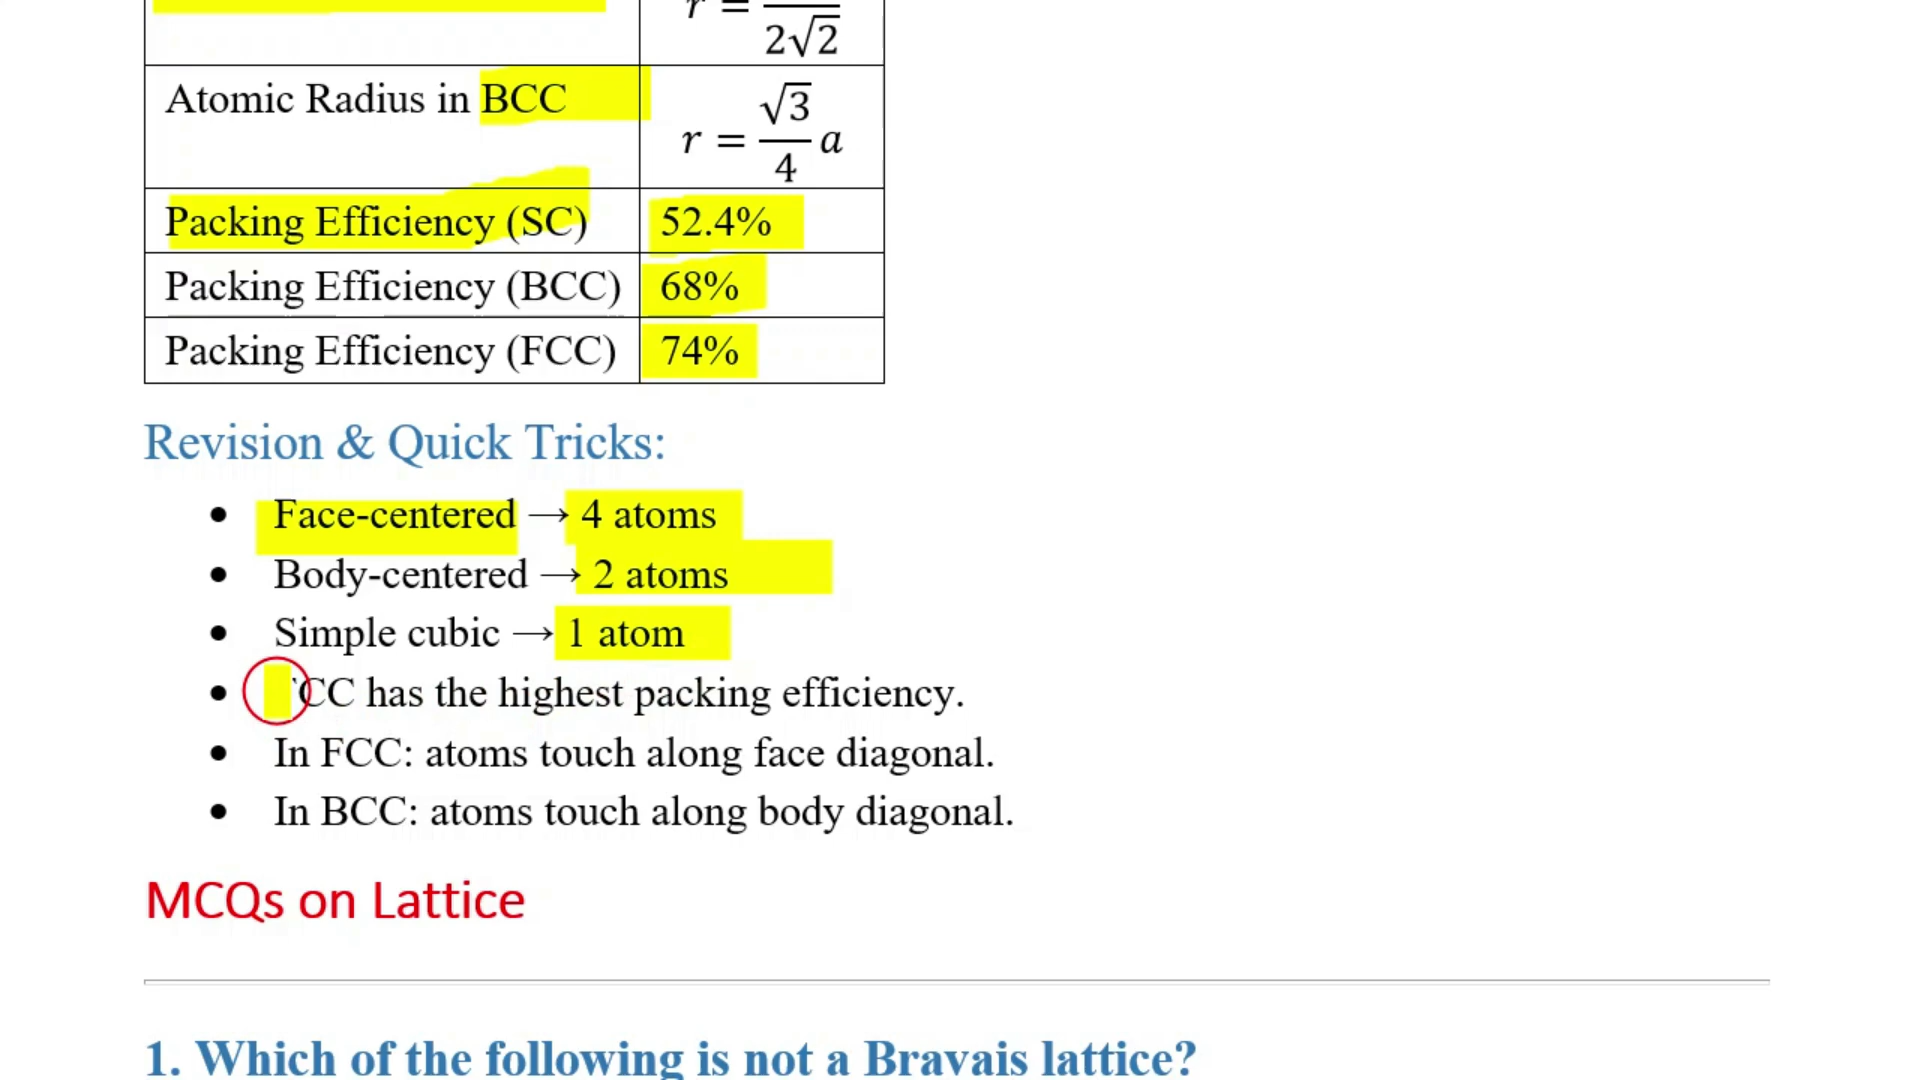 r =
2√2
Atomic Radius in BCC
r = √3/4 a
Packing Efficiency (SC) 52.4%
Packing Efficiency (BCC) 68%
Packing Efficiency (FCC) 74%
Revision & Quick Tricks:
• Face-centered → 4 atoms
• Body-centered → 2 atoms
• Simple cubic → 1 atom
• FCC has the highest packing efficiency.
• In FCC: atoms touch along face diagonal.
• In BCC: atoms touch along body diagonal.
MCQs on Lattice
1. Which of the following is not a Bravais lattice?